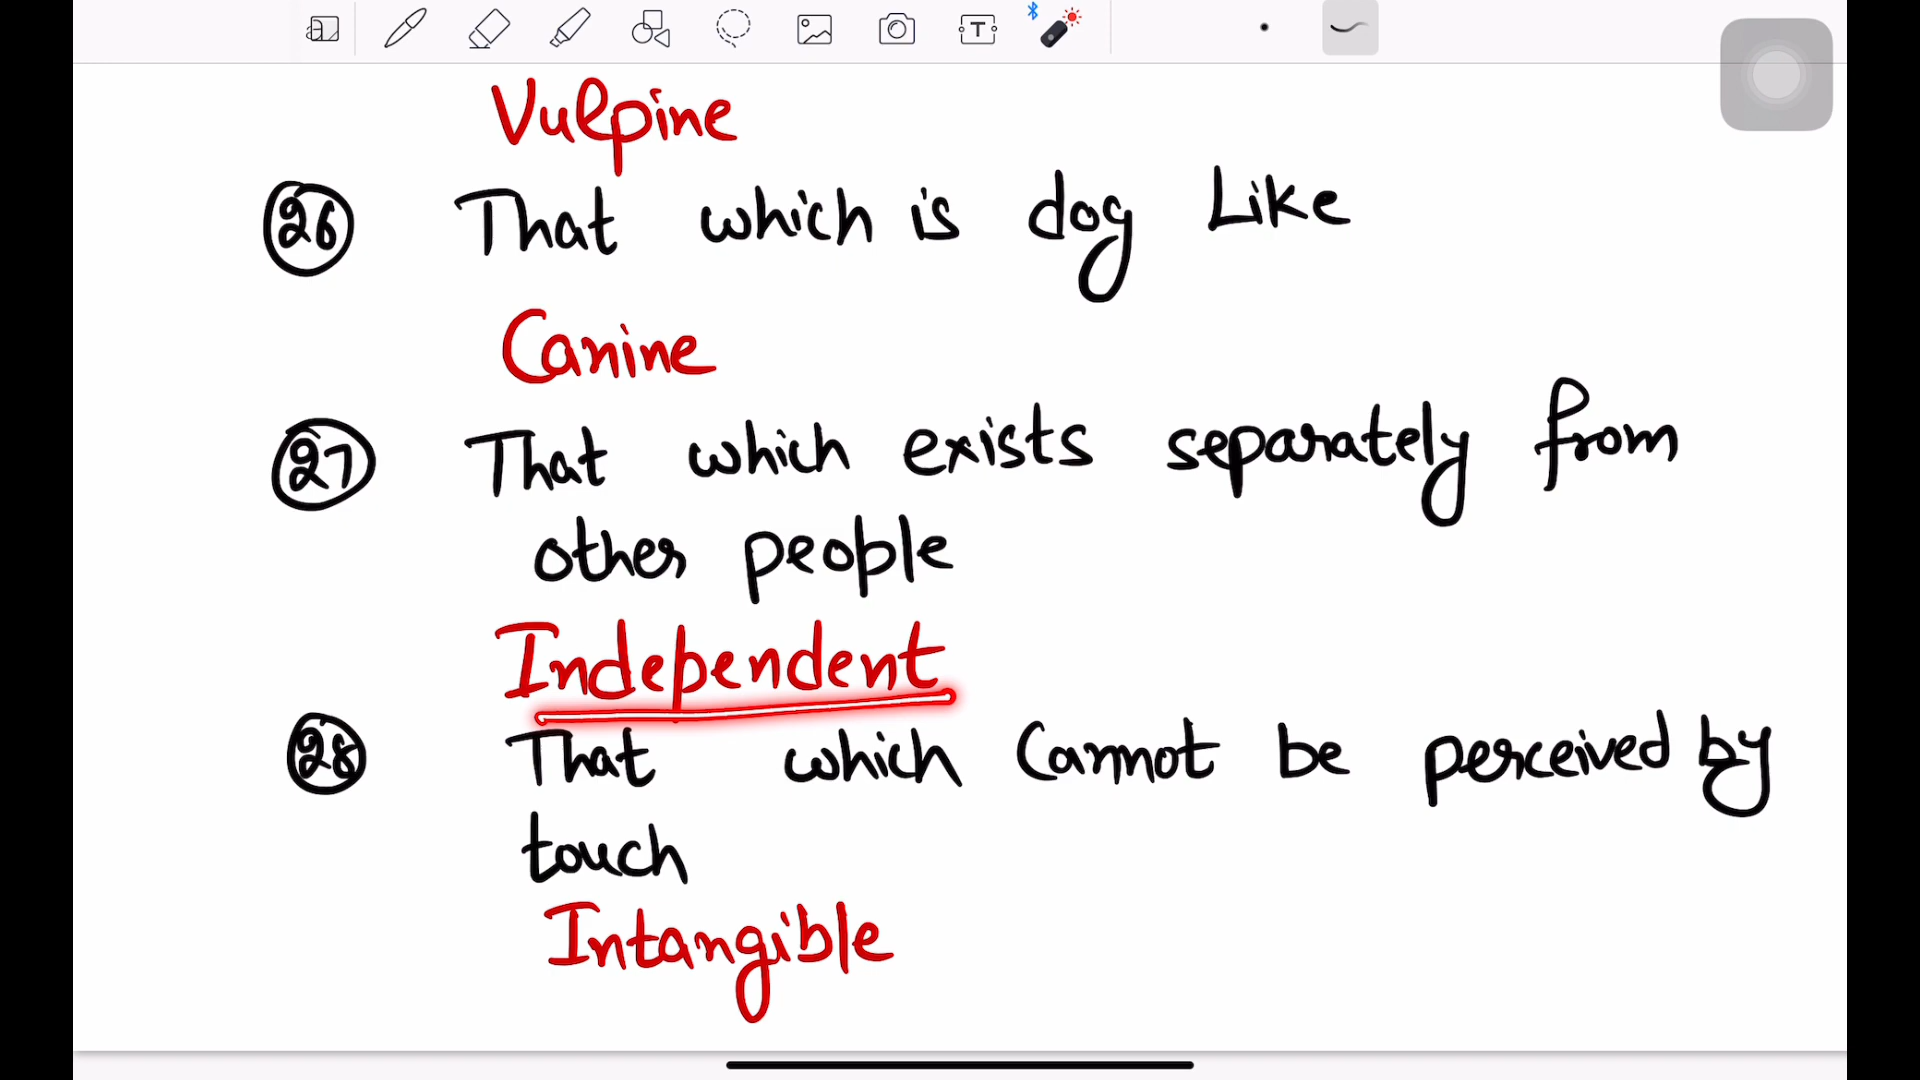 Vulpine
26 That which is dog Like
Canine
27 That which exists separately from
other people
Independent
28 That which Cannot be perceived by
touch
Intangible